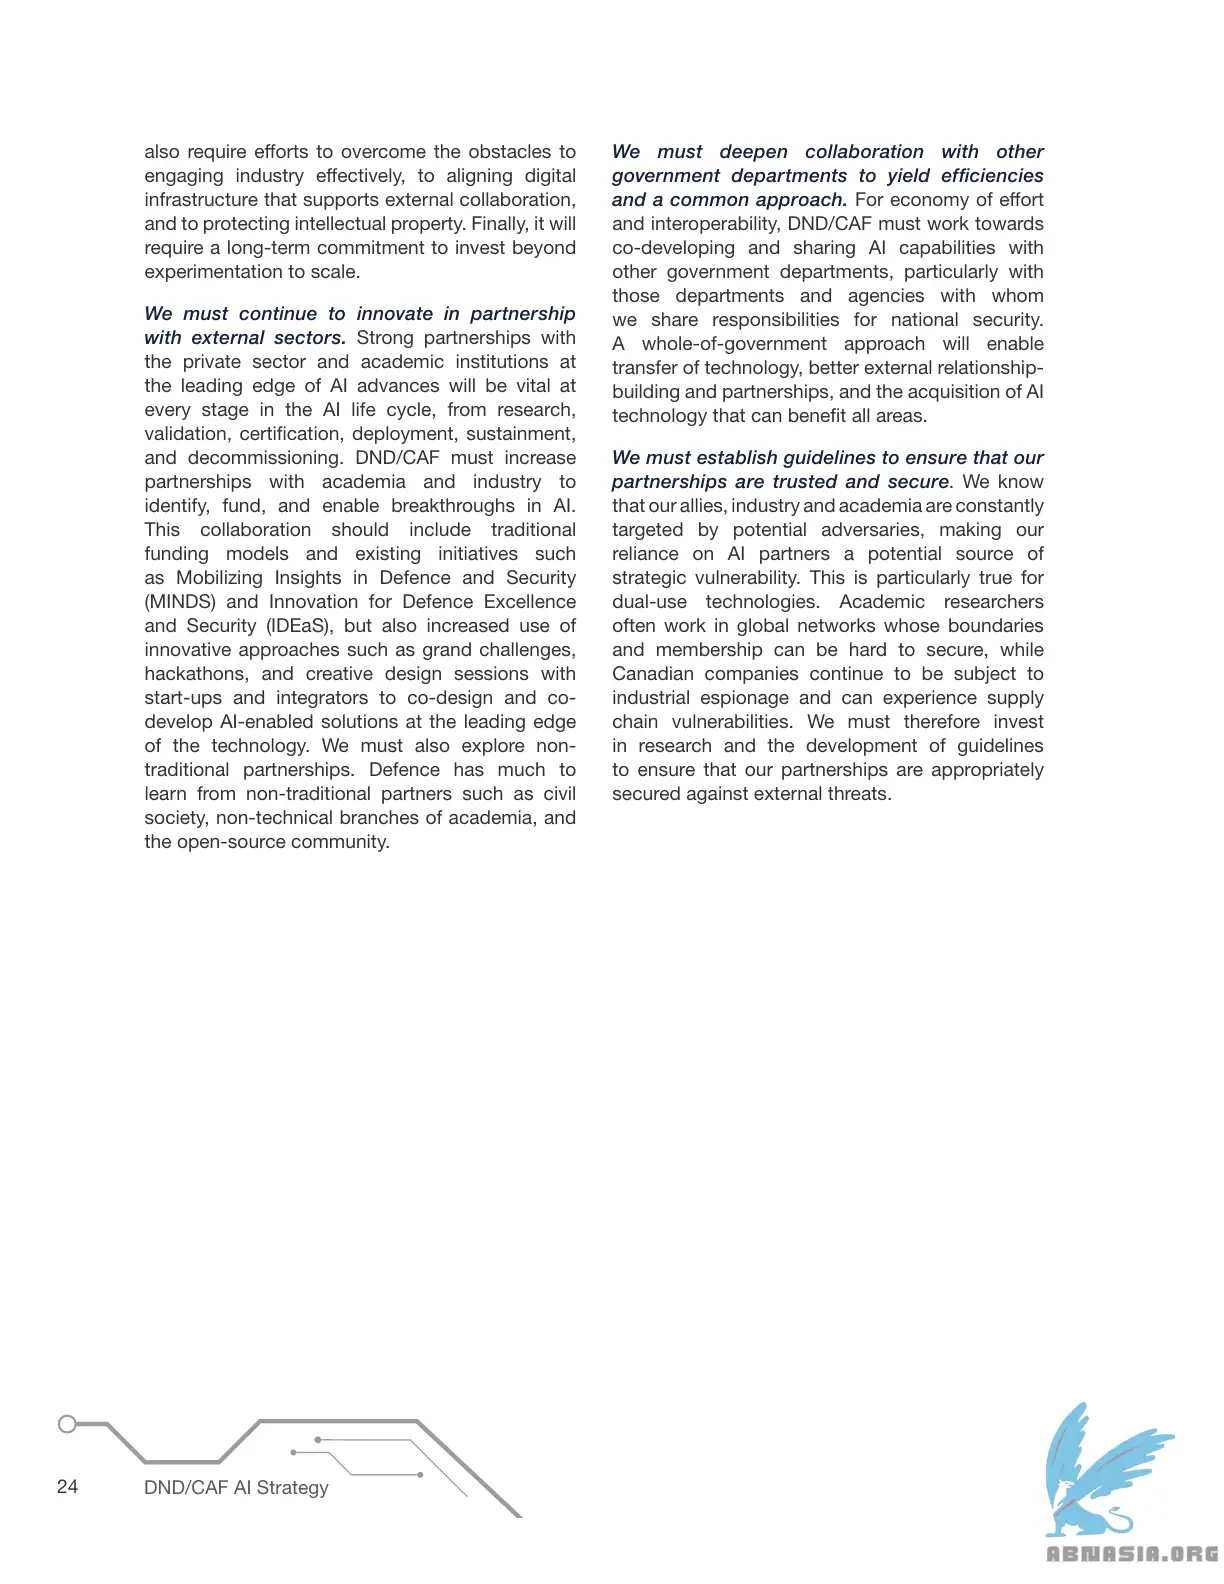 also require efforts to overcome the obstacles to
engaging industry effectively, to aligning digital
infrastructure that supports external collaboration,
and to protecting intellectual property. Finally, it will
require a long-term commitment to invest beyond
experimentation to scale.
We must continue to innovate in partnership
with external sectors. Strong partnerships with
the private sector and academic institutions at
the leading edge of AI advances will be vital at
every stage in the AI life cycle, from research,
validation, certification, deployment, sustainment,
and decommissioning. DND/CAF must increase
partnerships with academia and industry to
identify, fund, and enable breakthroughs in AI.
This collaboration should include traditional
funding models and existing initiatives such
as Mobilizing Insights in Defence and Security
(MINDS) and Innovation for Defence Excellence
and Security (IDEaS), but also increased use of
innovative approaches such as grand challenges,
hackathons, and creative design sessions with
start-ups and integrators to co-design and co-
develop AI-enabled solutions at the leading edge
of the technology. We must also explore non-
traditional partnerships. Defence has much to
learn from non-traditional partners such as civil
society, non-technical branches of academia, and
the open-source community.
We must deepen collaboration with other
government departments to yield efficiencies
and a common approach. For economy of effort
and interoperability, DND/CAF must work towards
co-developing and sharing AI capabilities with
other government departments, particularly with
those departments and agencies with whom
we share responsibilities for national security.
A whole-of-government approach will enable
transfer of technology, better external relationship-
building and partnerships, and the acquisition of AI
technology that can benefit all areas.
We must establish guidelines to ensure that our
partnerships are trusted and secure. We know
that our allies, industry and academia are constantly
targeted by potential adversaries, making our
reliance on AI partners a potential source of
strategic vulnerability. This is particularly true for
dual-use technologies. Academic researchers
often work in global networks whose boundaries
and membership can be hard to secure, while
Canadian companies continue to be subject to
industrial espionage and can experience supply
chain vulnerabilities. We must therefore invest
in research and the development of guidelines
to ensure that our partnerships are appropriately
secured against external threats.
24 DND/CAF AI Strategy
ABNASIA.ORG